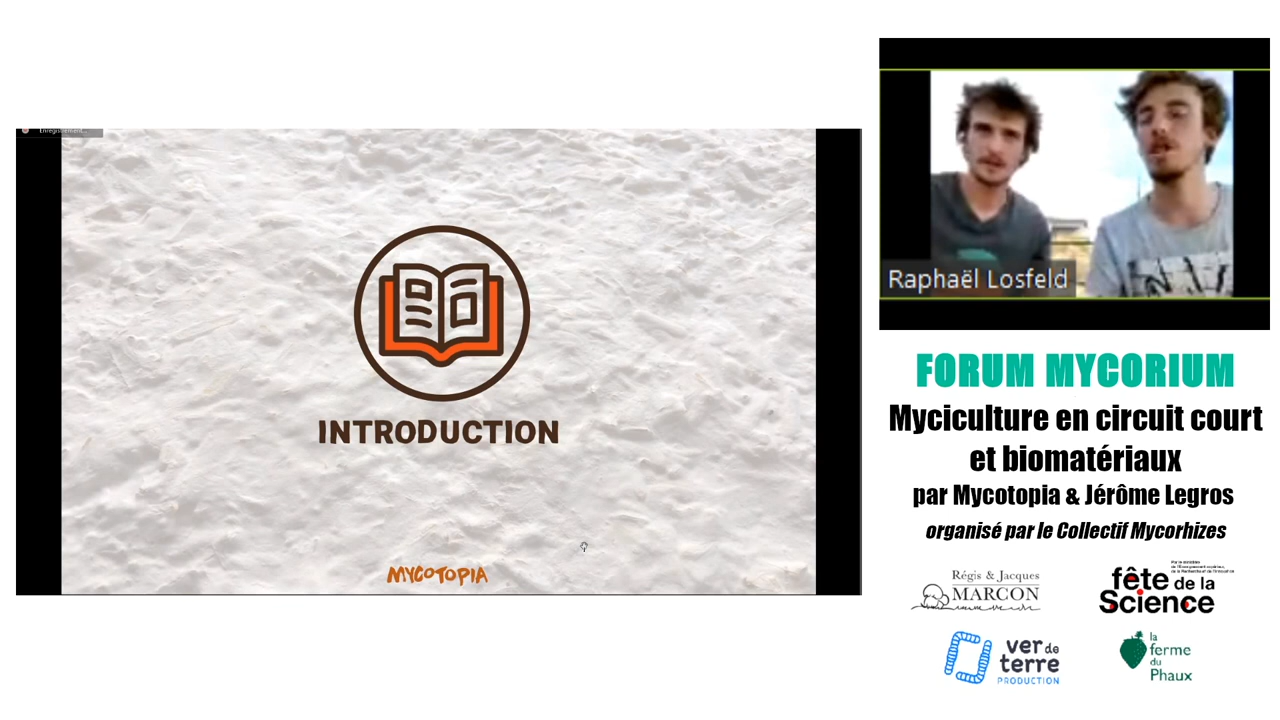 Enregistrement...
INTRODUCTION
MYCOTOPIA
Raphaël Losfeld
FORUM MYCORIUM
Myciculture en circuit court
et biomatériaux
par Mycotopia & Jérôme Legros
organisé par le Collectif Mycorhizes
Régis & Jacques
MARCON
fête de la
Science
ver de
terre
PRODUCTION
la
ferme
du
Phaux